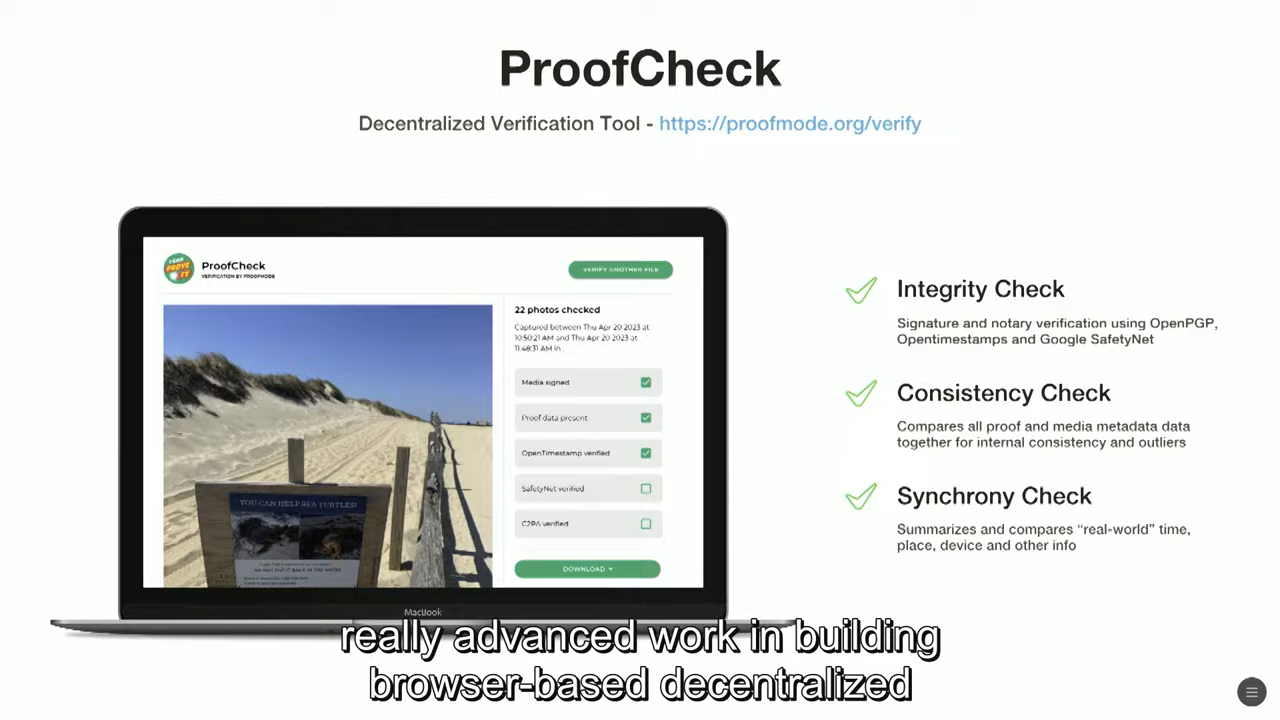 ProofCheck
Decentralized Verification Tool - https://proofmode.org/verify
I CAN
PROVE
IT
ProofCheck
VERIFICATION BY PROOFMODE
VERIFY ANOTHER FILE
22 photos checked
Captured between Thu Apr 20 2023 at
10:50:21 AM and Thu Apr 20 2023 at
11:48:31 AM in .
Media signed
Proof data present
OpenTimestamp verified
SafetyNet verified
C2PA verified
DOWNLOAD
YOU CAN HELP SEA TURTLES!
MacBook
Integrity Check
Signature and notary verification using OpenPGP,
Opentimestamps and Google SafetyNet
Consistency Check
Compares all proof and media metadata data
together for internal consistency and outliers
Synchrony Check
Summarizes and compares “real-world” time,
place, device and other info
really advanced work in building
browser-based decentralized